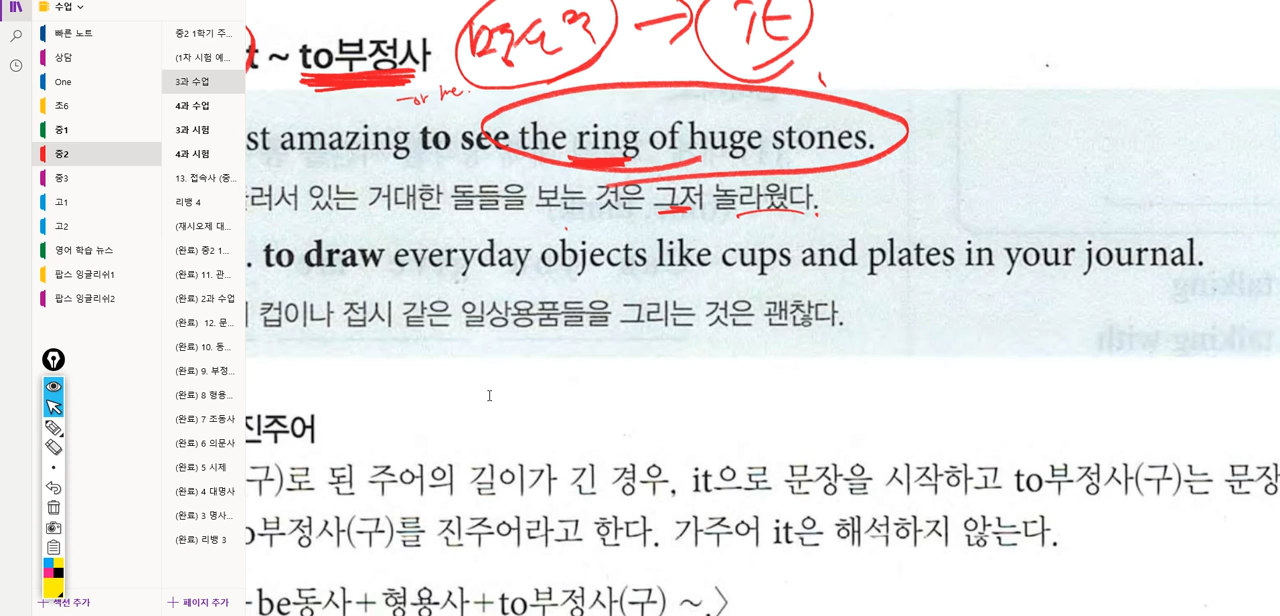 수업
빠른 노트
상담
One
조6
중1
중2
중3
고1
고2
영어 학습 뉴스
팝스 잉글리쉬1
팝스 잉글리쉬2
섹션 추가
중2 1학기 주...
(1차 시험 예...
3과 수업
4과 수업
3과 시험
4과 시험
13. 접속사 (중...
리뱅 4
(재시오제 대...
(완료) 중2 1...
(완료) 11. 관...
(완료) 2과 수업
(완료) 12. 문...
(완료) 10. 동...
(완료) 9. 부정...
(완료) 8 형용...
(완료) 7 조동사
(완료) 6 의문사
(완료) 5 시제
(완료) 4 대명사
(완료) 3 명사...
(완료) 리뱅 3
페이지 추가
t ~ to부정사
st amazing to see the ring of huge stones.
러서 있는 거대한 돌들을 보는 것은 그저 놀라웠다.
. to draw everyday objects like cups and plates in your journal.
컵이나 접시 같은 일상용품들을 그리는 것은 괜찮다.
talking
talking with
진주어
구)로 된 주어의 길이가 긴 경우, it으로 문장을 시작하고 to부정사(구)는 문장
o부정사(구)를 진주어라고 한다. 가주어 it은 해석하지 않는다.
be동사+형용사+to부정사(구) ~.〉